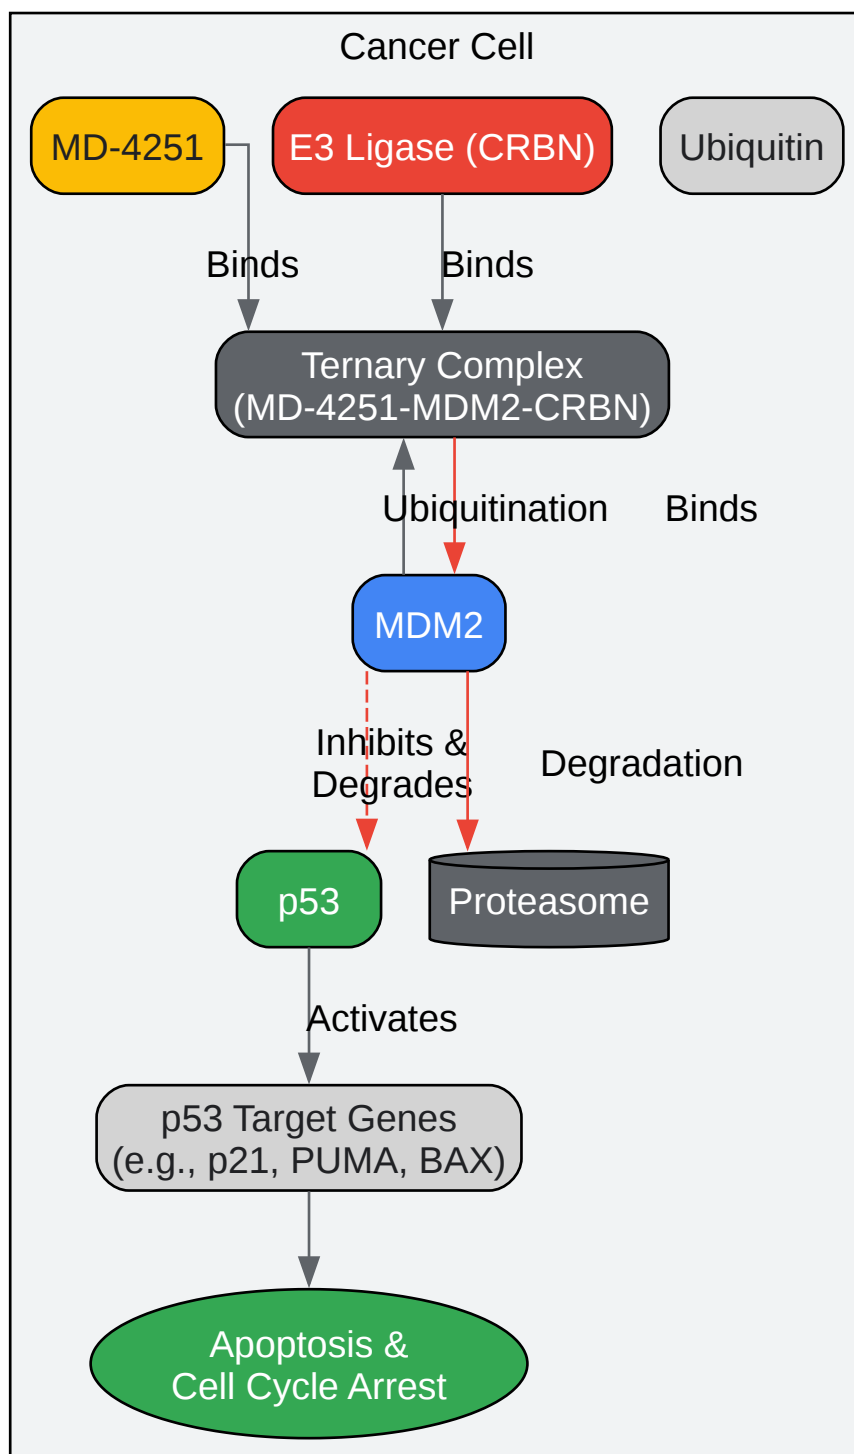 Cancer Cell
MD-4251
E3 Ligase (CRBN)
Ubiquitin
Binds
Binds
Ternary Complex
(MD-4251-MDM2-CRBN)
Ubiquitination
Binds
MDM2
Inhibits &
Degrades
Degradation
p53
Proteasome
Activates
p53 Target Genes
(e.g., p21, PUMA, BAX)
Apoptosis &
Cell Cycle Arrest